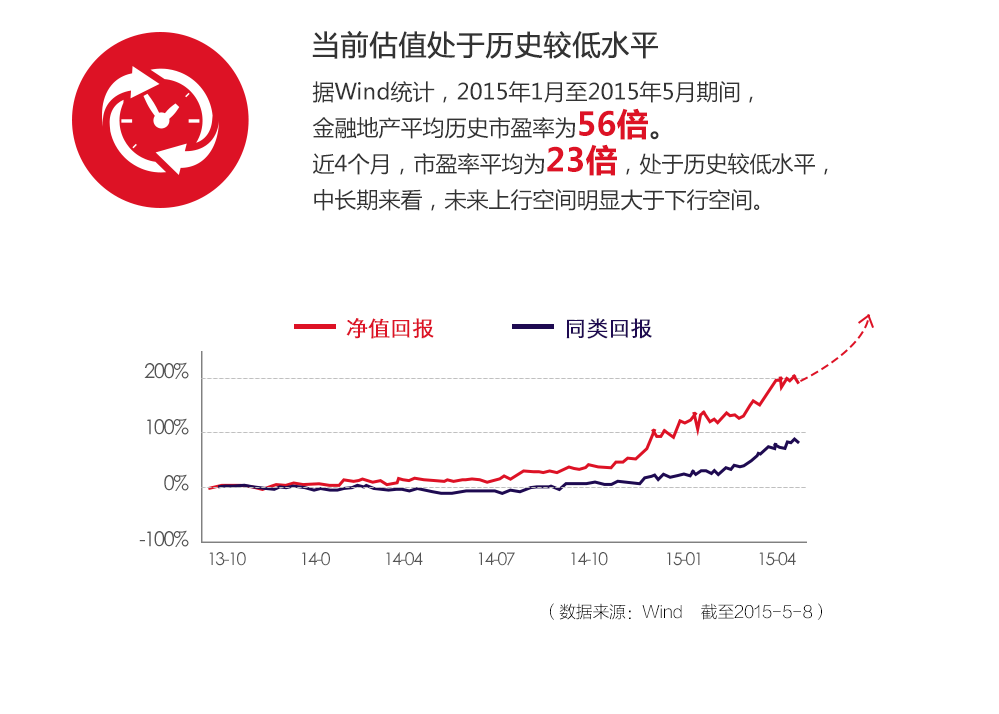 当前估值处于历史较低水平
据Wind统计，2015年1月至2015年5月期间，
金融地产平均历史市盈率为56倍。
近4个月，市盈率平均为23倍，处于历史较低水平，
中长期来看，未来上行空间明显大于下行空间。
净值回报 同类回报
200%
100%
0%
-100%
13-10 14-0 14-04 14-07 14-10 15-01 15-04
（数据来源：Wind 截至2015-5-8）